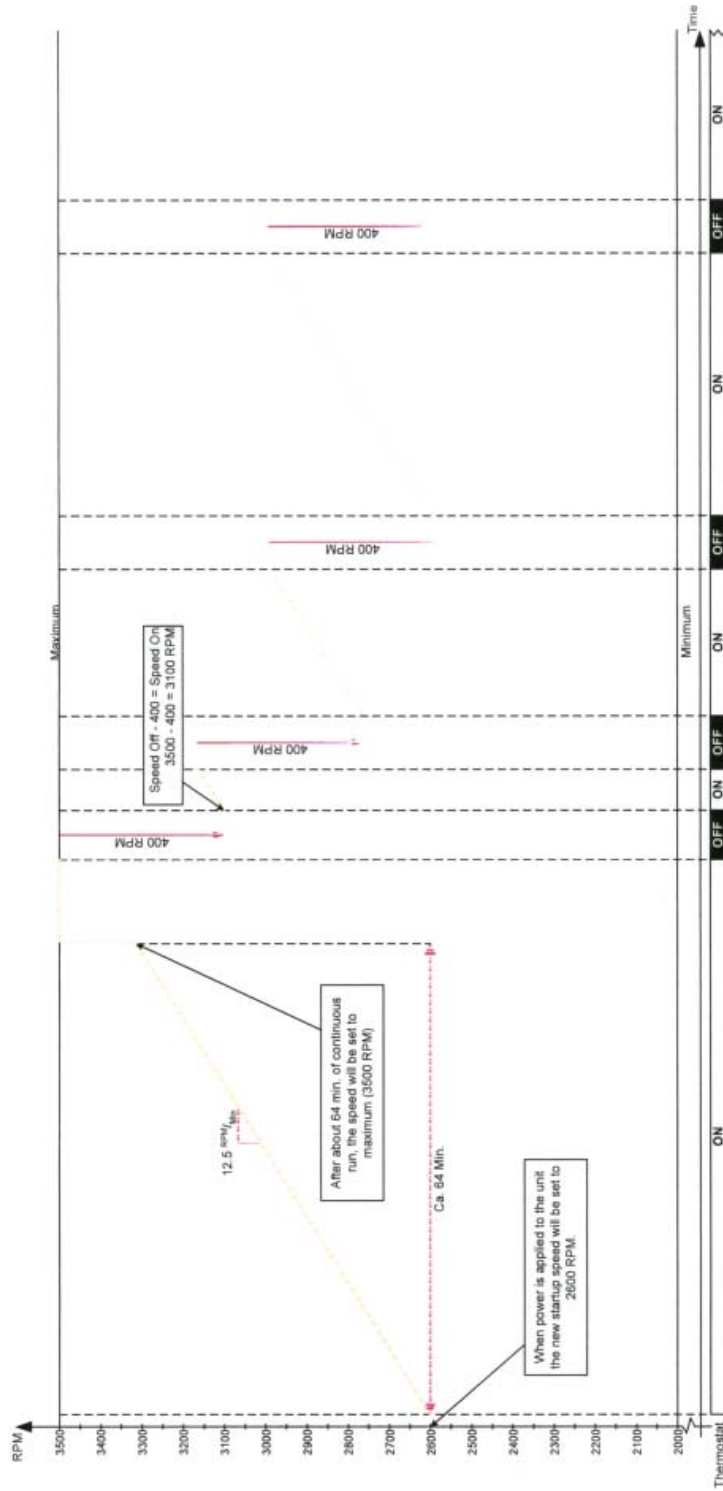 RPM
3500
3400
3300
3200
3100
3000
2900
2800
2700
2600
2500
2400
2300
2200
2100
2000
Thermostat
Maximum
Minimum
Time
12.5 RPM/Min.
After about 64 min. of continuous
run, the speed will be set to
maximum (3500 RPM)
Ca. 64 Min.
When power is applied to the unit
the new startup speed will be set to
2600 RPM.
Speed Off - 400 = Speed On
3500 - 400 = 3100 RPM
400 RPM
400 RPM
400 RPM
400 RPM
ON
OFF
ON
OFF
ON
OFF
ON
OFF
ON